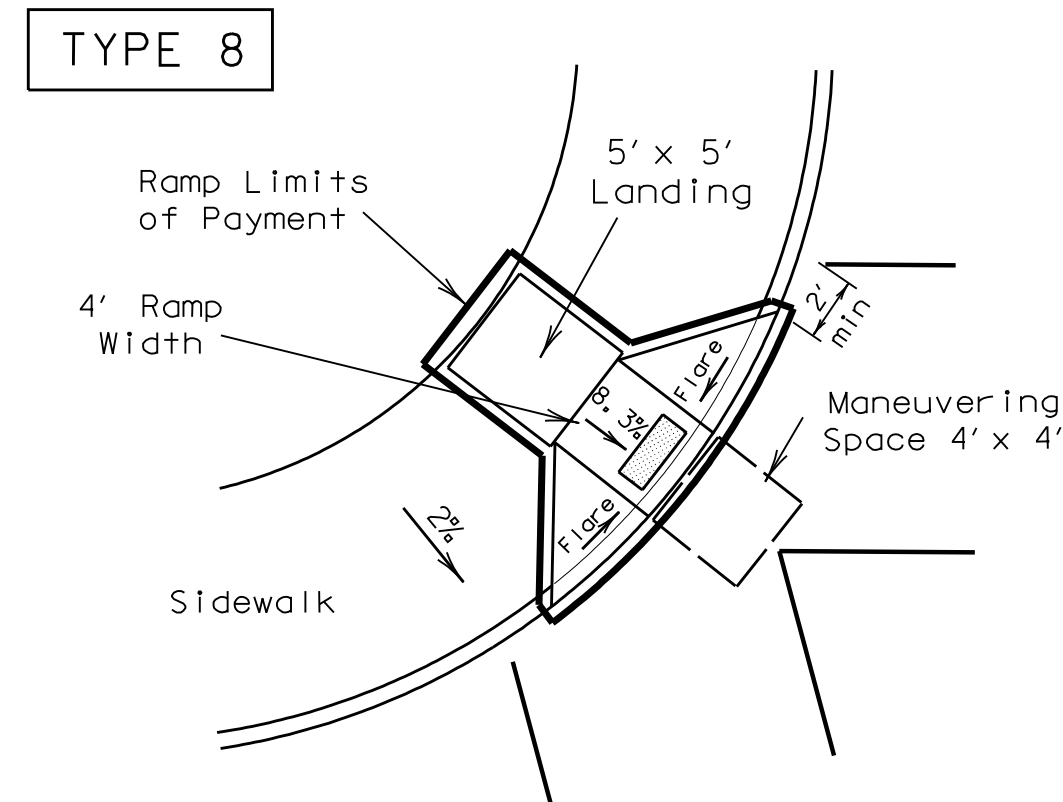 TYPE 8
5' x 5'
Landing
Ramp Limits
of Payment
4' Ramp
Width
2'
min
Flare
8.3%
Maneuvering
Space 4' x 4'
Flare
2%
Sidewalk